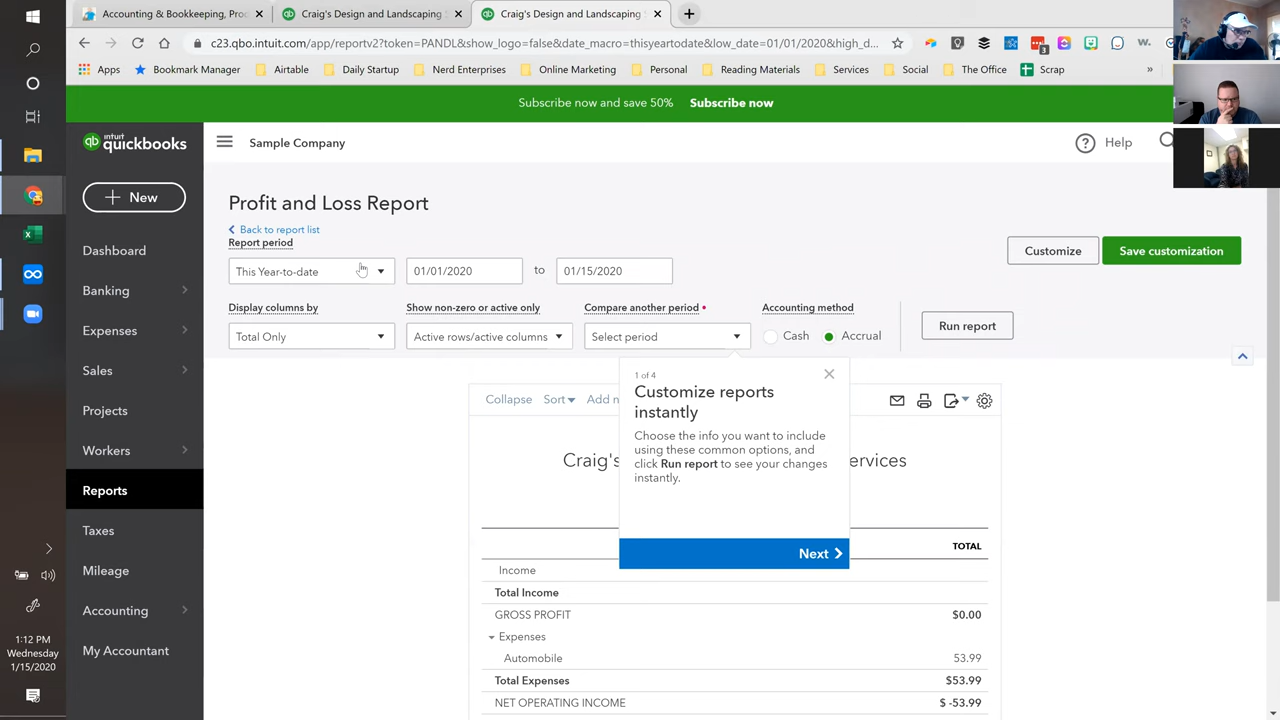 Accounting & Bookkeeping, Proc
Craig's Design and Landscaping S
Craig's Design and Landscaping S
c23.qbo.intuit.com/app/reportv2?token=PANDL&show_logo=false&date_macro=thisyeartodate&low_date=01/01/2020&high_d...
3
W.
Apps
Bookmark Manager
Airtable
Daily Startup
Nerd Enterprises
Online Marketing
Personal
Reading Materials
Services
Social
The Office
Scrap
»
Subscribe now and save 50% Subscribe now
intuit
quickbooks
Sample Company
Help
New
Dashboard
Banking
Expenses
Sales
Projects
Workers
Reports
Taxes
Mileage
Accounting
My Accountant
Profit and Loss Report
Back to report list
Report period
This Year-to-date
01/01/2020
to
01/15/2020
Customize
Save customization
Display columns by
Show non-zero or active only
Compare another period •
Accounting method
Total Only
Active rows/active columns
Select period
Cash
Accrual
Run report
1 of 4
Customize reports
instantly
Choose the info you want to include
using these common options, and
click Run report to see your changes
instantly.
Next
Collapse
Sort
Add n
Craig's
ervices
TOTAL
Income
Total Income
GROSS PROFIT $0.00
Expenses
Automobile 53.99
Total Expenses $53.99
NET OPERATING INCOME $ -53.99
1:12 PM
Wednesday
1/15/2020